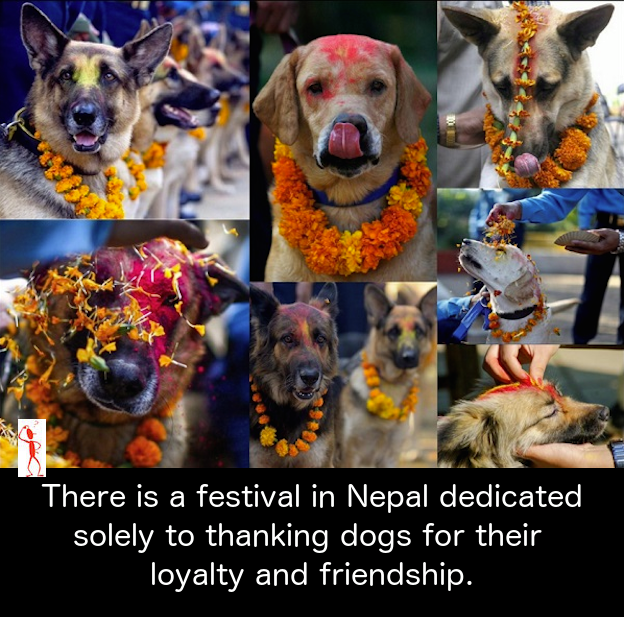 There is a festival in Nepal dedicated
solely to thanking dogs for their
loyalty and friendship.